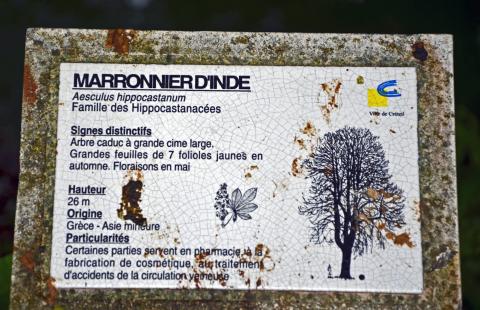 MARRONNIER D'INDE
Aesculus hippocastanum
Famille des Hippocastanacées
Ville de Créteil
Signes distinctifs
Arbre caduc à grande cime large.
Grandes feuilles de 7 folioles jaunes en
automne. Floraisons en mai
Hauteur
26 m
Origine
Grèce - Asie mineure
Particularités
Certaines parties servent en pharmacie, à la
fabrication de cosmétique, au traitement
d'accidents de la circulation veineuse